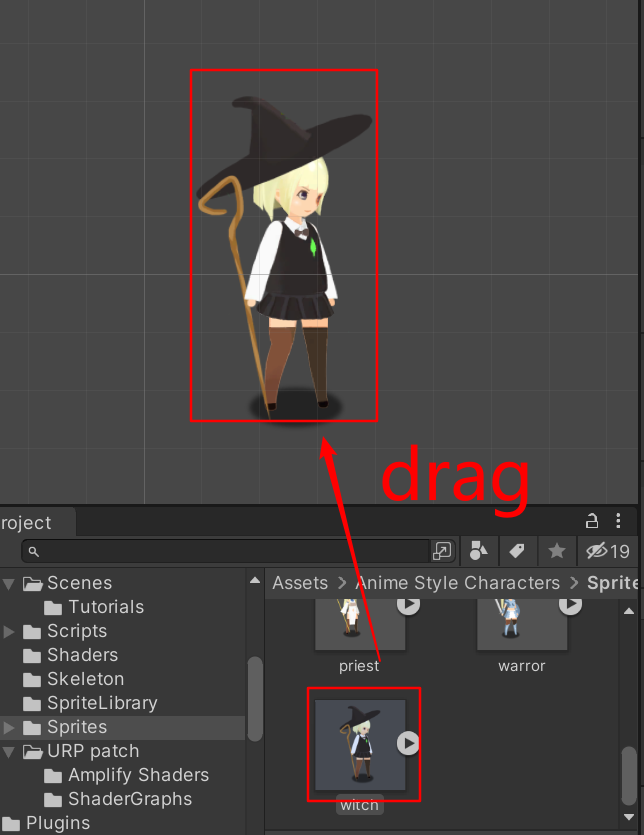 drag
roject
19
Scenes
Assets > Anime Style Characters > Sprite
Tutorials
Scripts
Shaders
Skeleton
SpriteLibrary
Sprites
URP patch
Amplify Shaders
ShaderGraphs
Plugins
priest
warror
witch